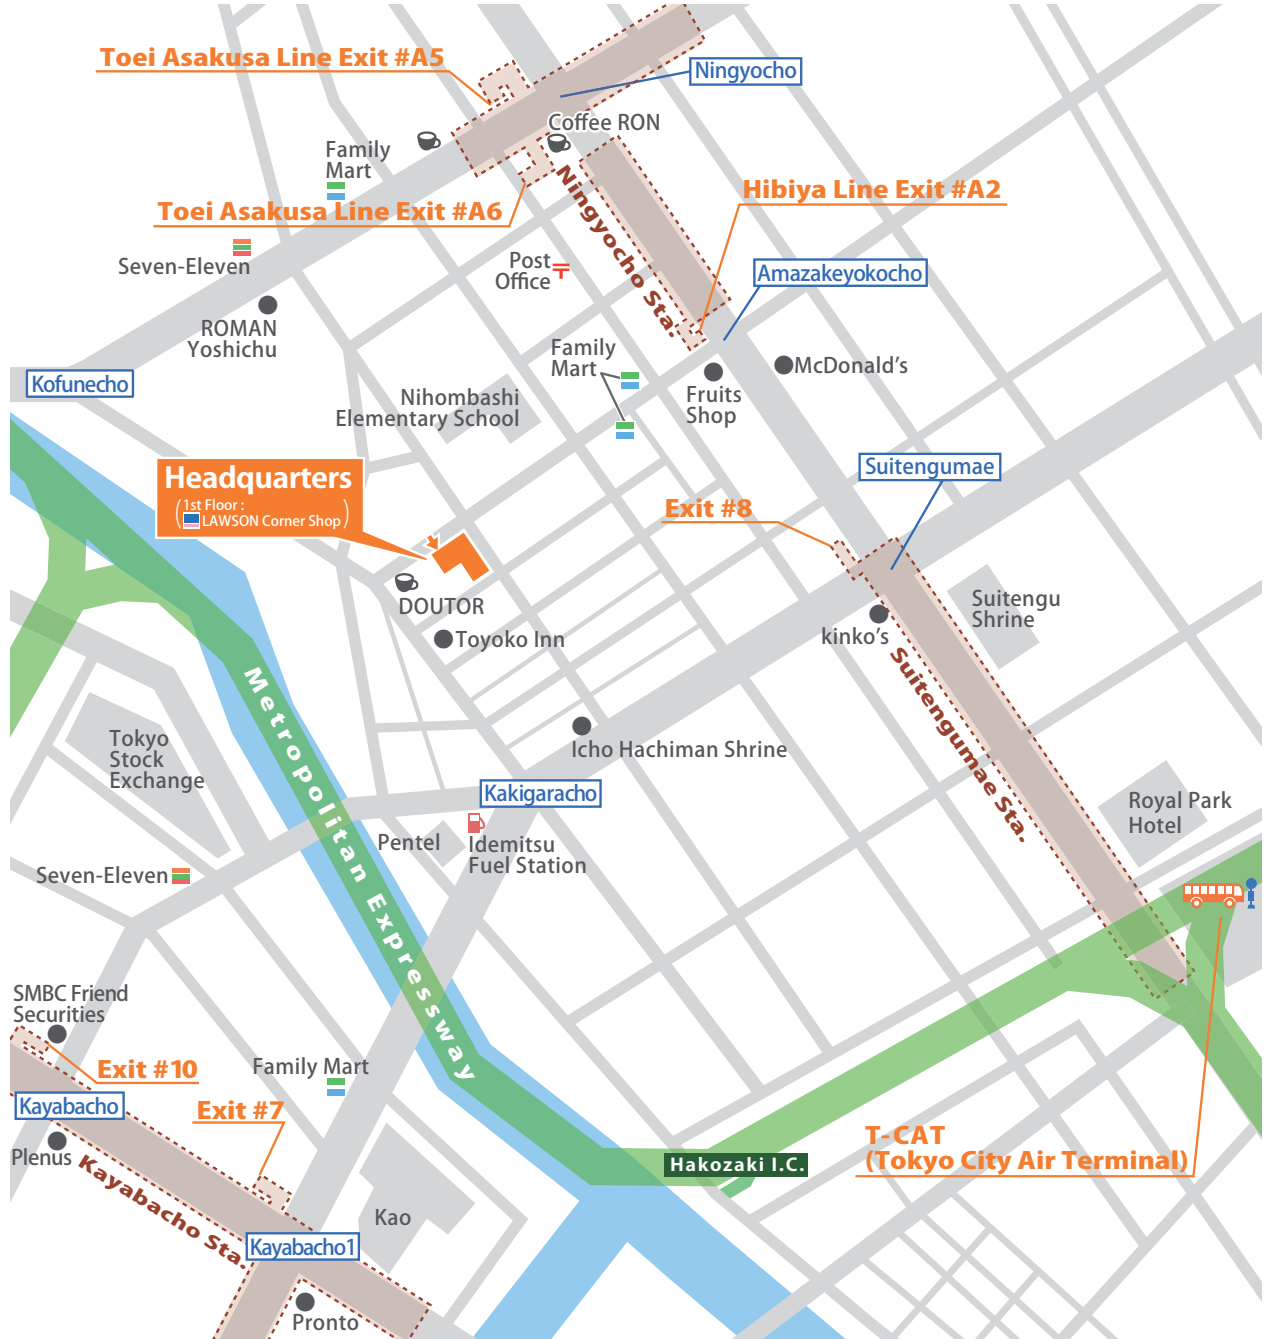 Toei Asakusa Line Exit #A5
Ningyocho
Coffee RON
Family
Mart
Toei Asakusa Line Exit #A6
Hibiya Line Exit #A2
Ningyocho Sta.
Seven-Eleven
Post
Office
Amazakeyokocho
ROMAN
Yoshichu
Family
Mart
McDonald's
Kofunecho
Nihombashi
Elementary School
Fruits
Shop
Headquarters
(1st Floor :
LAWSON Corner Shop)
Suitengumae
Exit #8
DOUTOR
Toyoko Inn
Suitengu
Shrine
kinko's
Suitengumae Sta.
Metropolitan Expressway
Tokyo
Stock
Exchange
Icho Hachiman Shrine
Kakigaracho
Royal Park
Hotel
Pentel
Idemitsu
Fuel Station
Seven-Eleven
SMBC Friend
Securities
Exit #10
Family Mart
Kayabacho
Exit #7
Plenus
Kayabacho Sta.
T-CAT
(Tokyo City Air Terminal)
Hakozaki I.C.
Kao
Kayabacho1
Pronto